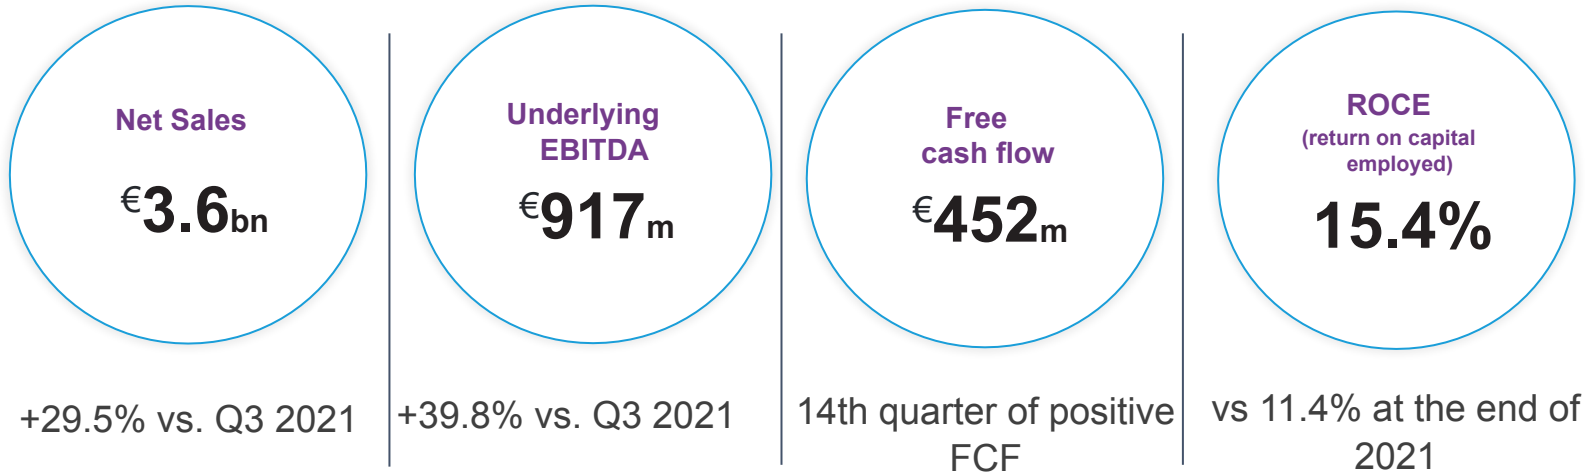 Net Sales
€3.6bn
+29.5% vs. Q3 2021
Underlying
EBITDA
€917m
+39.8% vs. Q3 2021
Free
cash flow
€452m
14th quarter of positive
FCF
ROCE
(return on capital
employed)
15.4%
vs 11.4% at the end of
2021